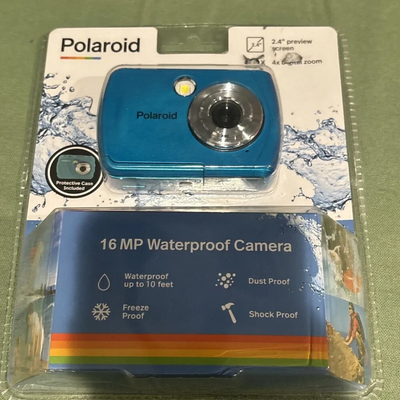 Polaroid
2.4" preview
screen
4x digital zoom
Polaroid
Protective Case
Included
16 MP Waterproof Camera
Waterproof
up to 10 feet
Dust Proof
Freeze
Proof
Shock Proof